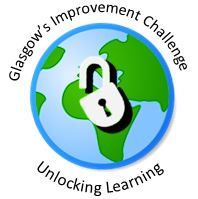 Glasgow's Improvement Challenge
Unlocking Learning